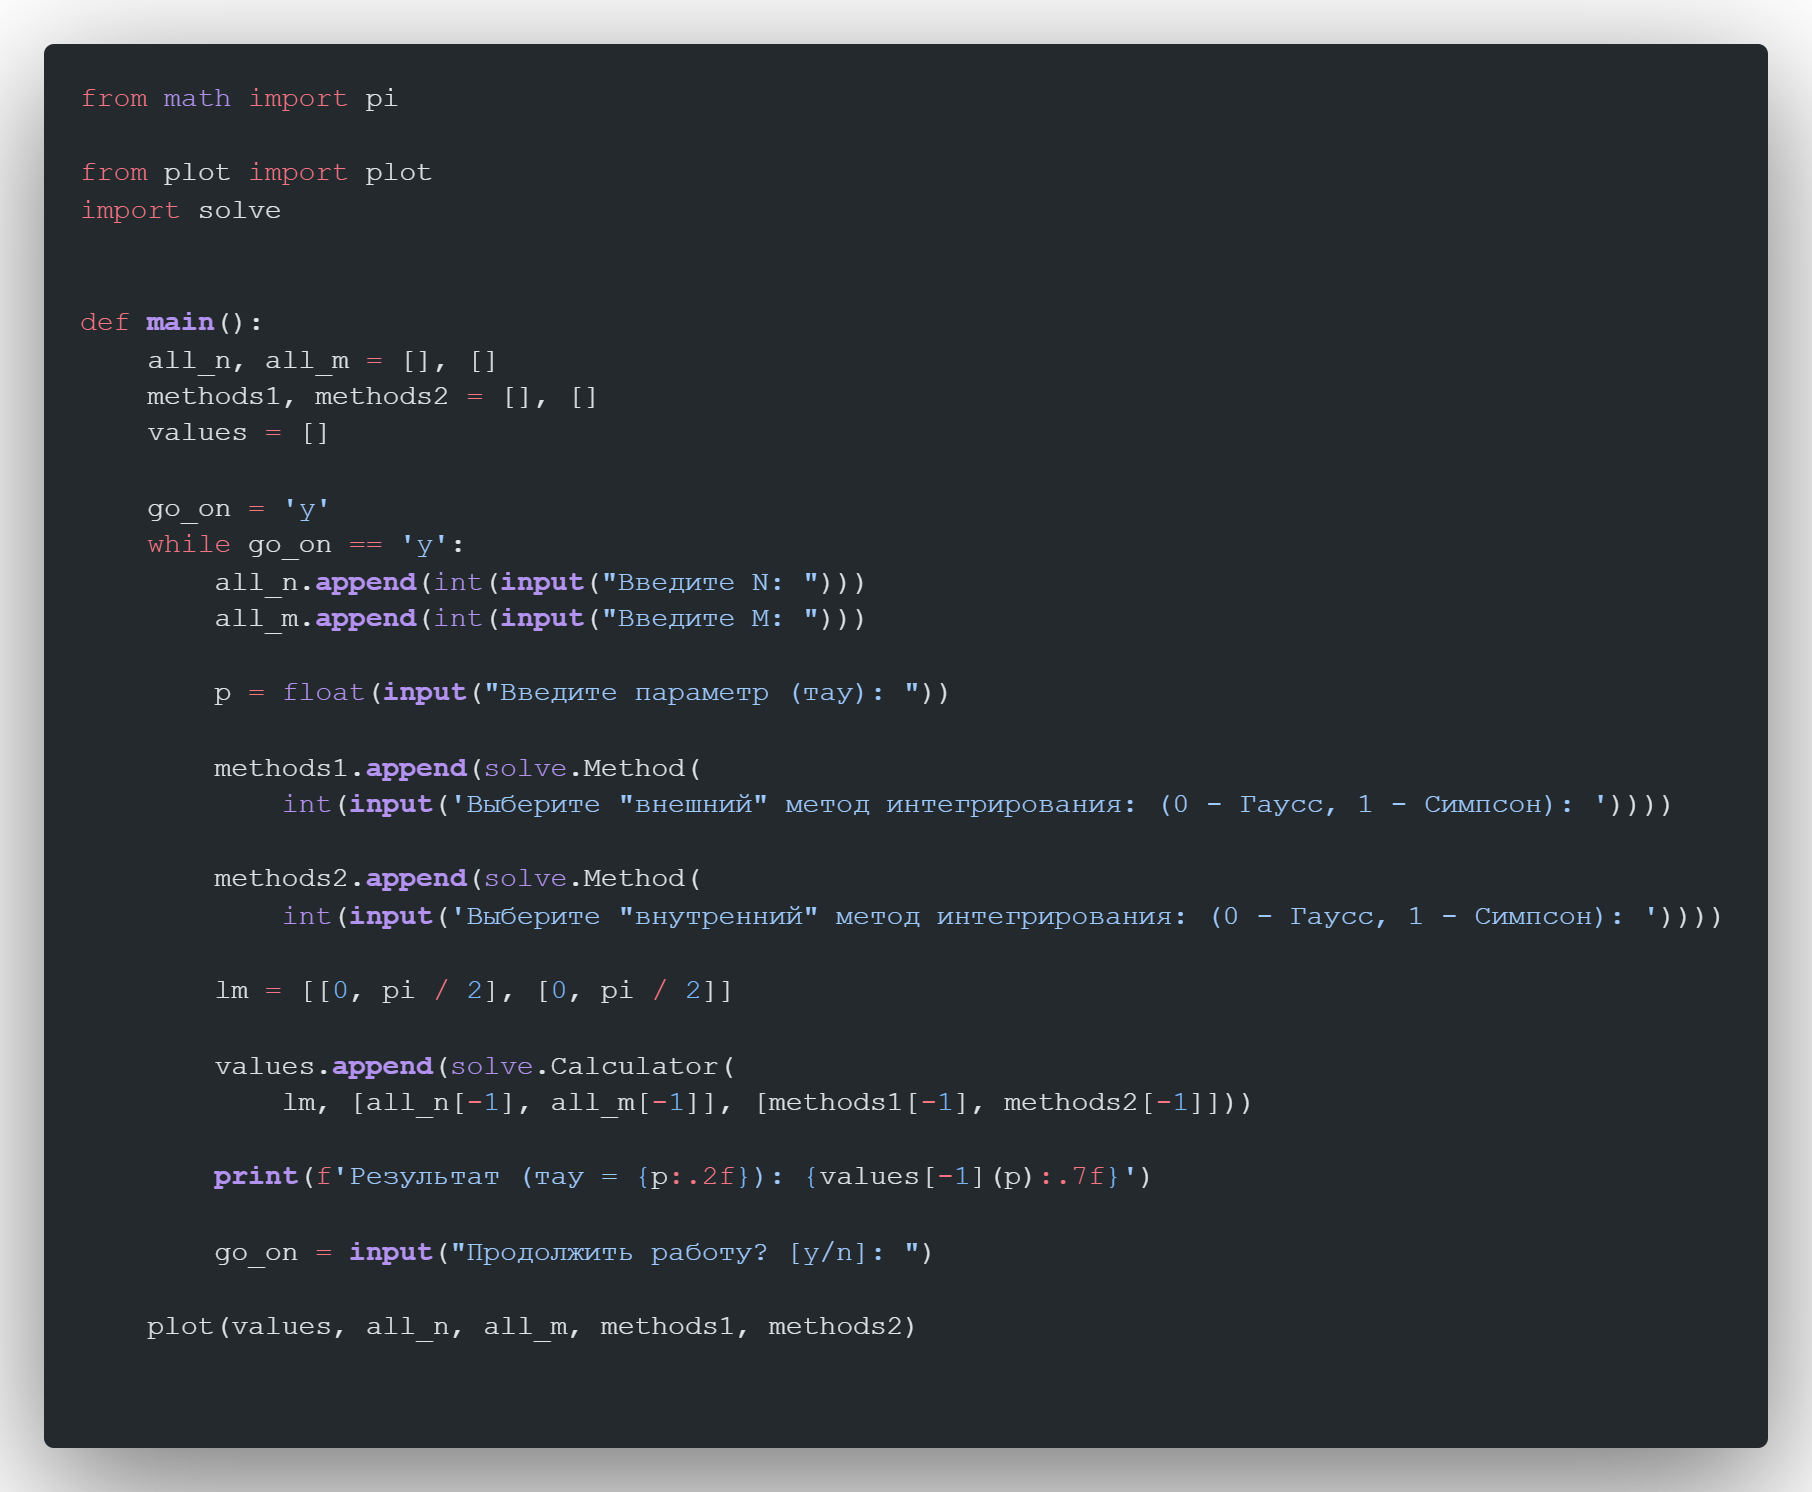 from math import pi
from plot import plot
import solve
def main():
    all_n, all_m = [], []
    methods1, methods2 = [], []
    values = []
    go_on = 'y'
    while go_on == 'y':
        all_n.append(int(input("Введите N: ")))
        all_m.append(int(input("Введите M: ")))
        p = float(input("Введите параметр (тау): "))
        methods1.append(solve.Method(
            int(input('Выберите "внешний" метод интегрирования: (0 - Гаусс, 1 - Симпсон): '))))
        methods2.append(solve.Method(
            int(input('Выберите "внутренний" метод интегрирования: (0 - Гаусс, 1 - Симпсон): '))))
        lm = [[0, pi / 2], [0, pi / 2]]
        values.append(solve.Calculator(
            lm, [all_n[-1], all_m[-1]], [methods1[-1], methods2[-1]]))
        print(f'Результат (тау = {p:.2f}): {values[-1](p):.7f}')
        go_on = input("Продолжить работу? [y/n]: ")
    plot(values, all_n, all_m, methods1, methods2)